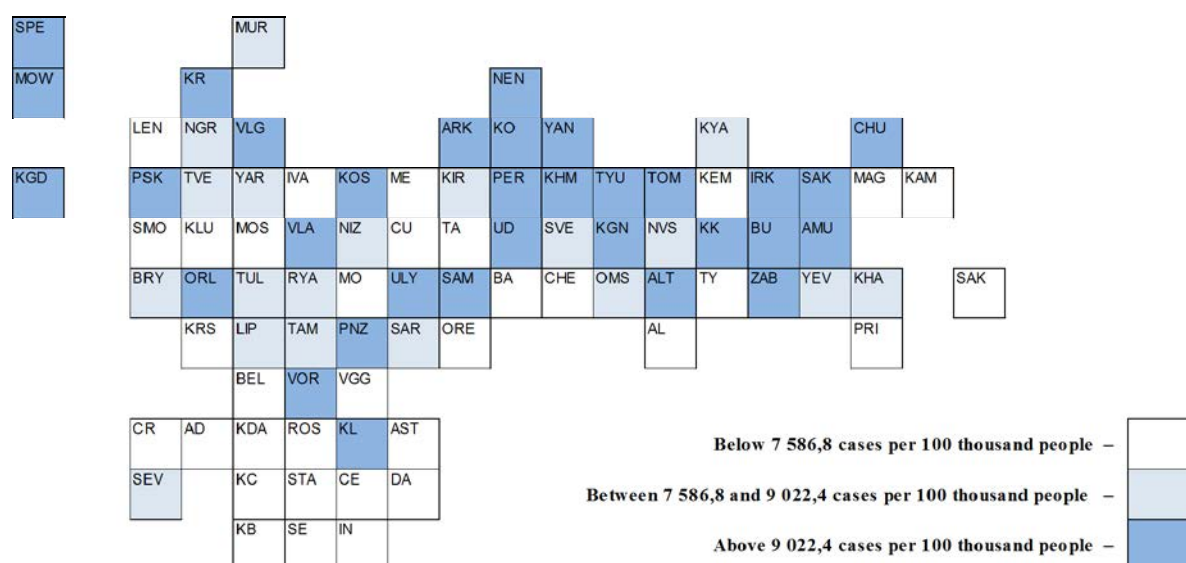 SPE MUR
MOW KR NEN
LEN NGR VLG ARK KO YAN KYA CHU
KGD PSK TVE YAR IVA KOS ME KIR PER KHM TYU TOM KEM IRK SAK MAG KAM
SMO KLU MOS VLA NIZ CU TA UD SVE KGN NVS KK BU AMU
BRY ORL TUL RYA MO ULY SAM BA CHE OMS ALT TY ZAB YEV KHA SAK
KRS LIP TAM PNZ SAR ORE AL PRI
BEL VOR VGG
CR AD KDA ROS KL AST
Below 7 586,8 cases per 100 thousand people –
SEV KC STA CE DA
Between 7 586,8 and 9 022,4 cases per 100 thousand people –
KB SE IN
Above 9 022,4 cases per 100 thousand people –